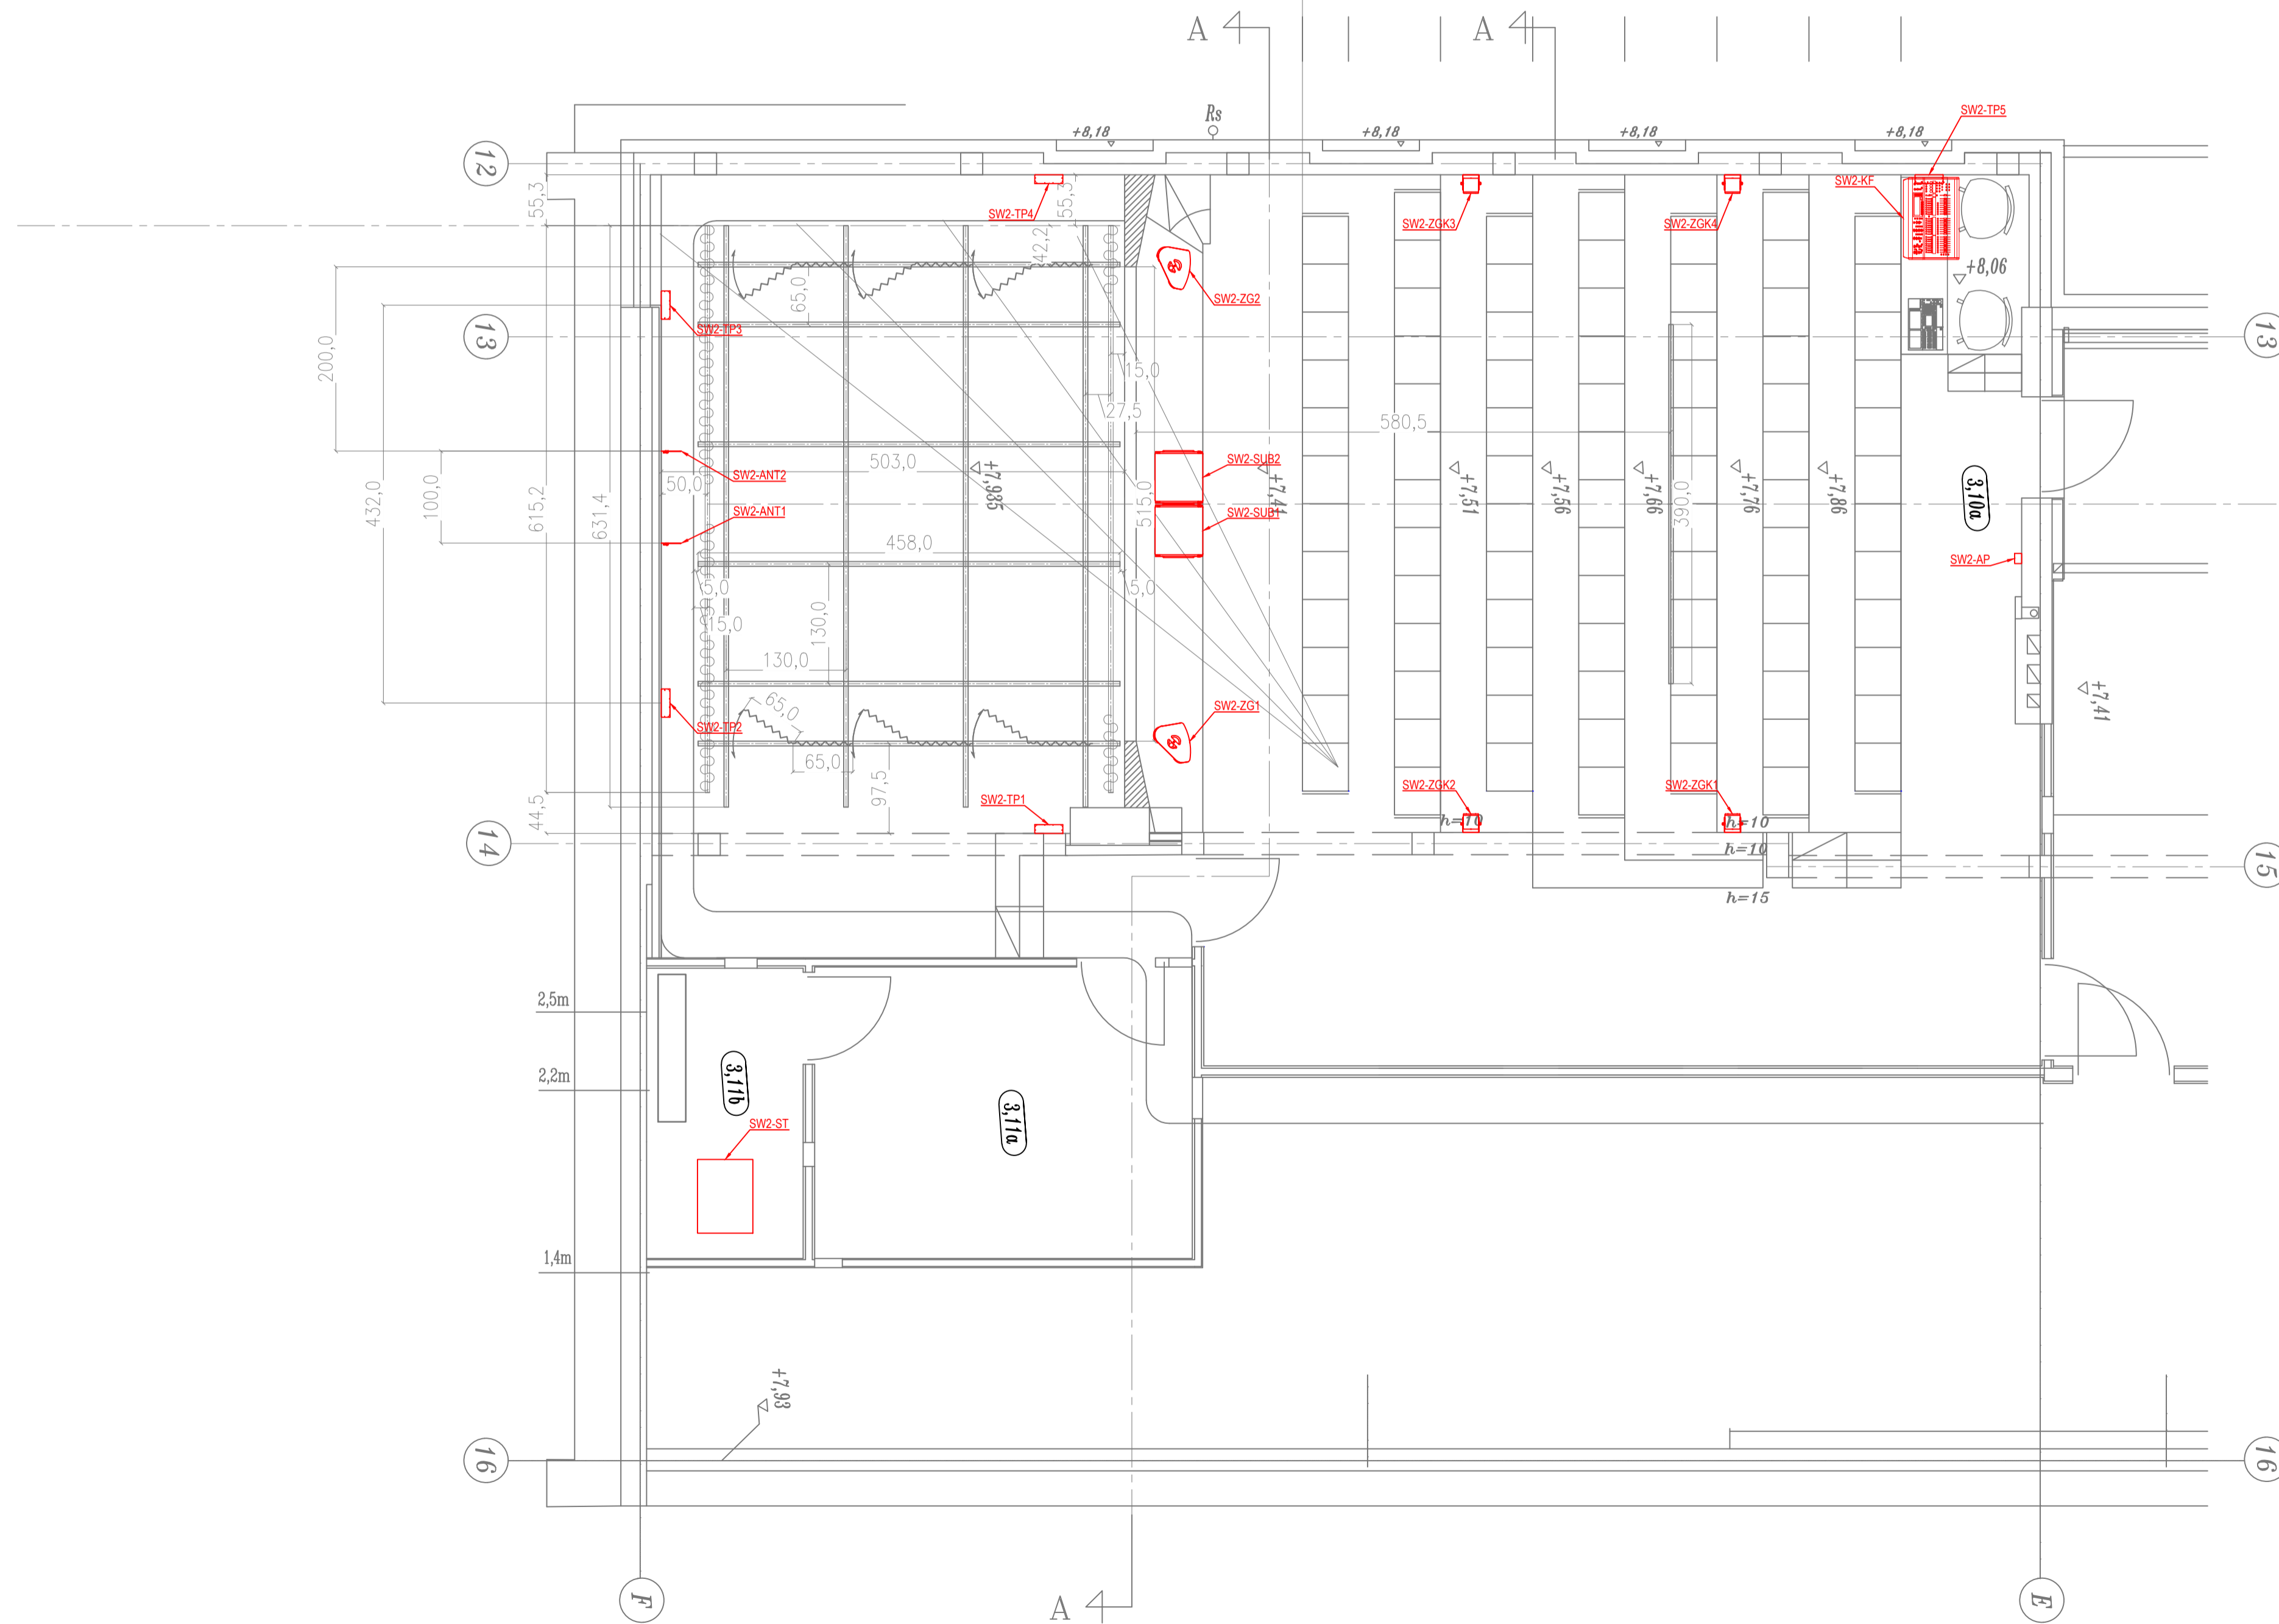 A
A
Rs
+8,18
+8,18
+8,18
+8,18
SW2-TP5
12
55,3
SW2-TP4
55,3
SW2-ZGK3
SW2-ZGK4
SW2-KF
42,2
+8,06
65,0
SW2-ZG2
13
SW2-TP3
13
200,0
15,0
27,5
580,5
432,0
100,0
615,2
631,4
50,0
SW2-ANT2
503,0
+7,935
SW2-SUB2
515,0
+7,41
+7,51
+7,56
+7,66
390,0
+7,76
+7,86
3,10a
SW2-ANT1
SW2-SUB1
458,0
SW2-AP
5,0
5,0
15,0
130,0
130,0
65,0
SW2-TP2
SW2-ZG1
+7,41
65,0
97,5
44,5
SW2-TP1
SW2-ZGK2
SW2-ZGK1
h=10
h=10
14
h=10
15
h=15
2,5m
2,2m
3,11b
3,11a
SW2-ST
1,4m
+7,93
16
16
F
A
E